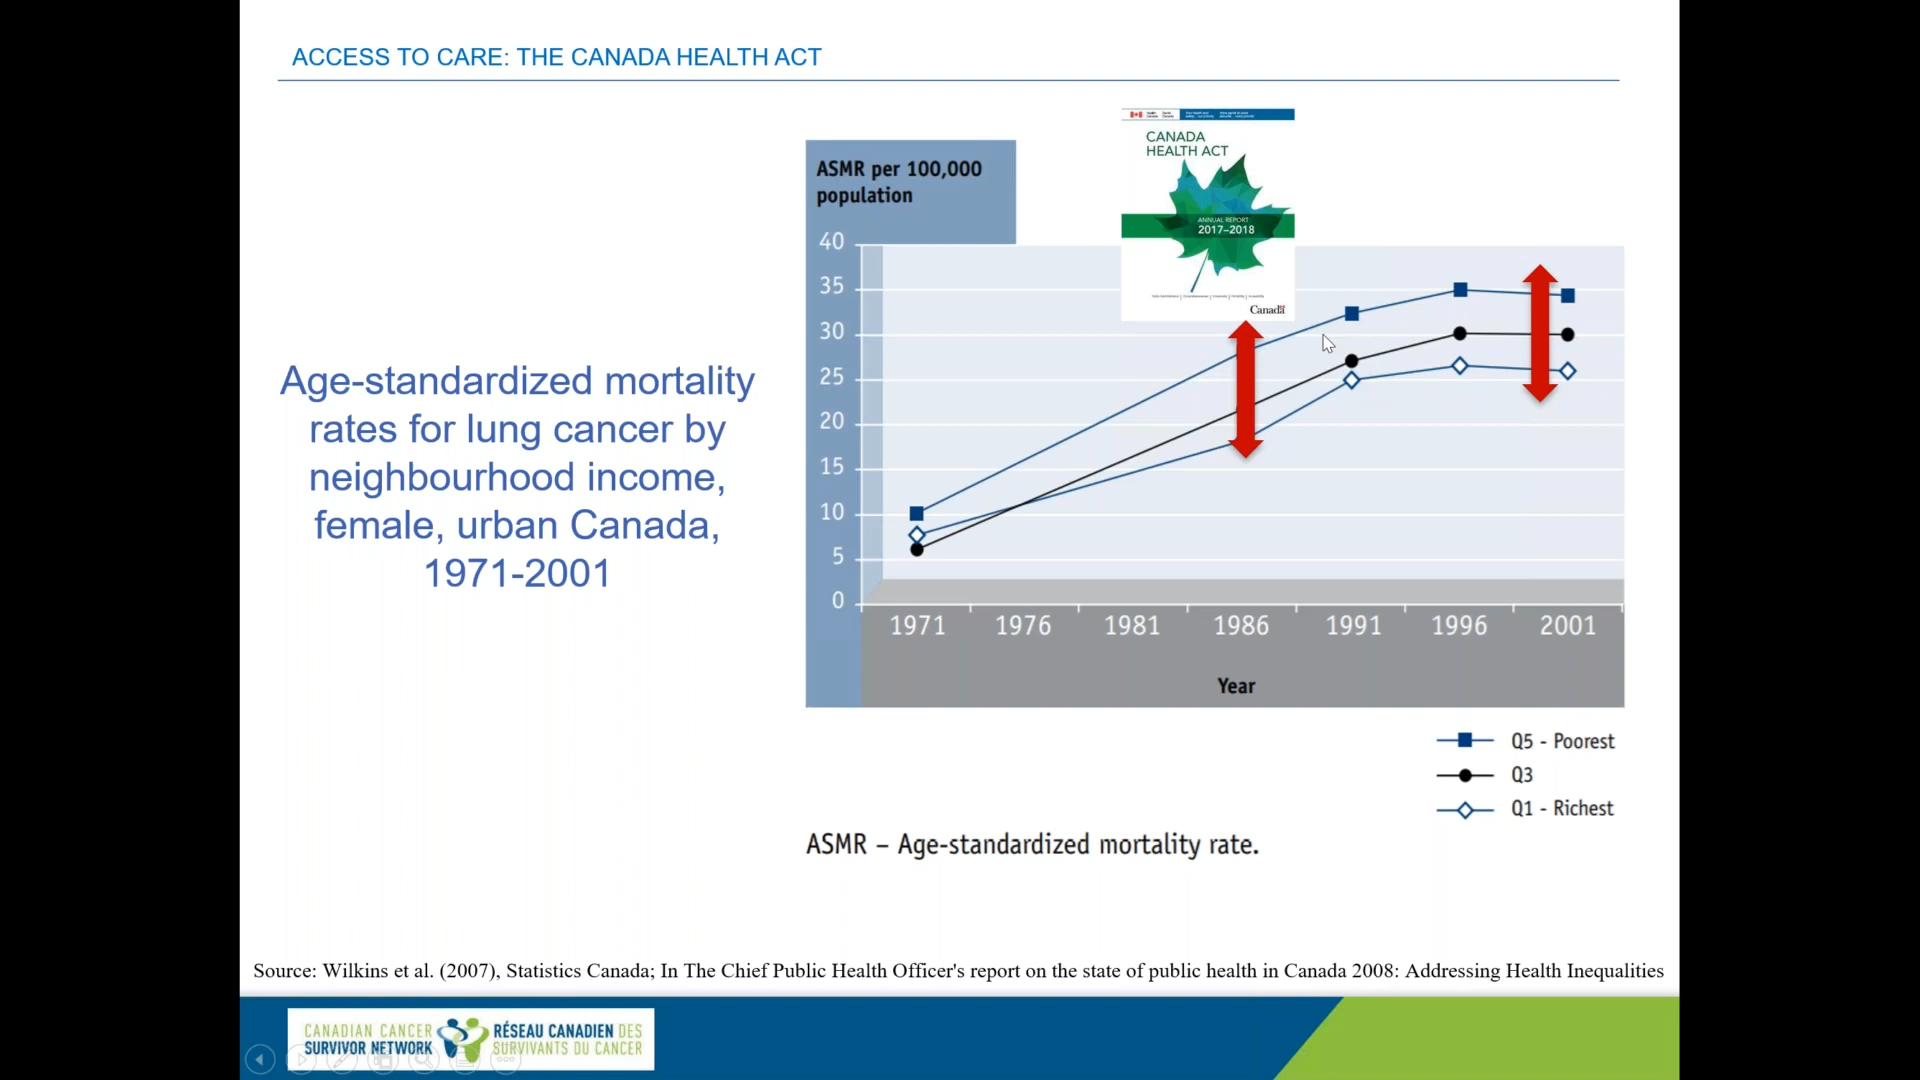 ACCESS TO CARE: THE CANADA HEALTH ACT
CANADA
HEALTH ACT
ANNUAL REPORT
2017–2018
Canada
ASMR per 100,000
population
40
35
30
25
20
15
10
5
0
1971 1976 1981 1986 1991 1996 2001
Year
Age-standardized mortality
rates for lung cancer by
neighbourhood income,
female, urban Canada,
1971-2001
Q5 - Poorest
Q3
Q1 - Richest
ASMR – Age-standardized mortality rate.
Source: Wilkins et al. (2007), Statistics Canada; In The Chief Public Health Officer's report on the state of public health in Canada 2008: Addressing Health Inequalities
CANADIAN CANCER
SURVIVOR NETWORK
RÉSEAU CANADIEN DES
SURVIVANTS DU CANCER